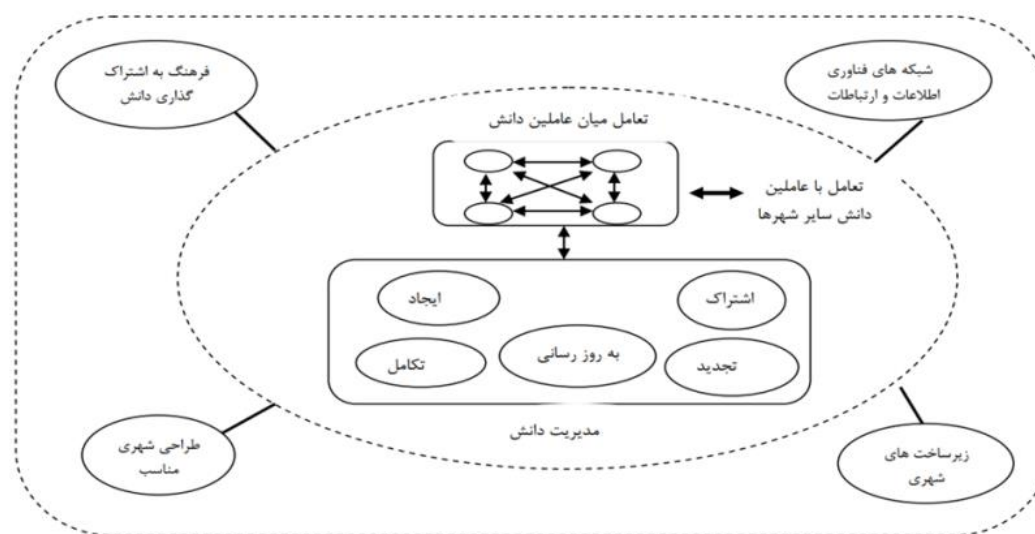 شبکه های فناوری
اطلاعات و ارتباطات
فرهنگ به اشتراک
گذاری دانش
تعامل میان عاملین دانش
تعامل با عاملین
دانش سایر شهرها
اشتراک
ایجاد
به روز رسانی
تجدید
تکامل
مدیریت دانش
زیرساخت های
شهری
طراحی شهری
مناسب